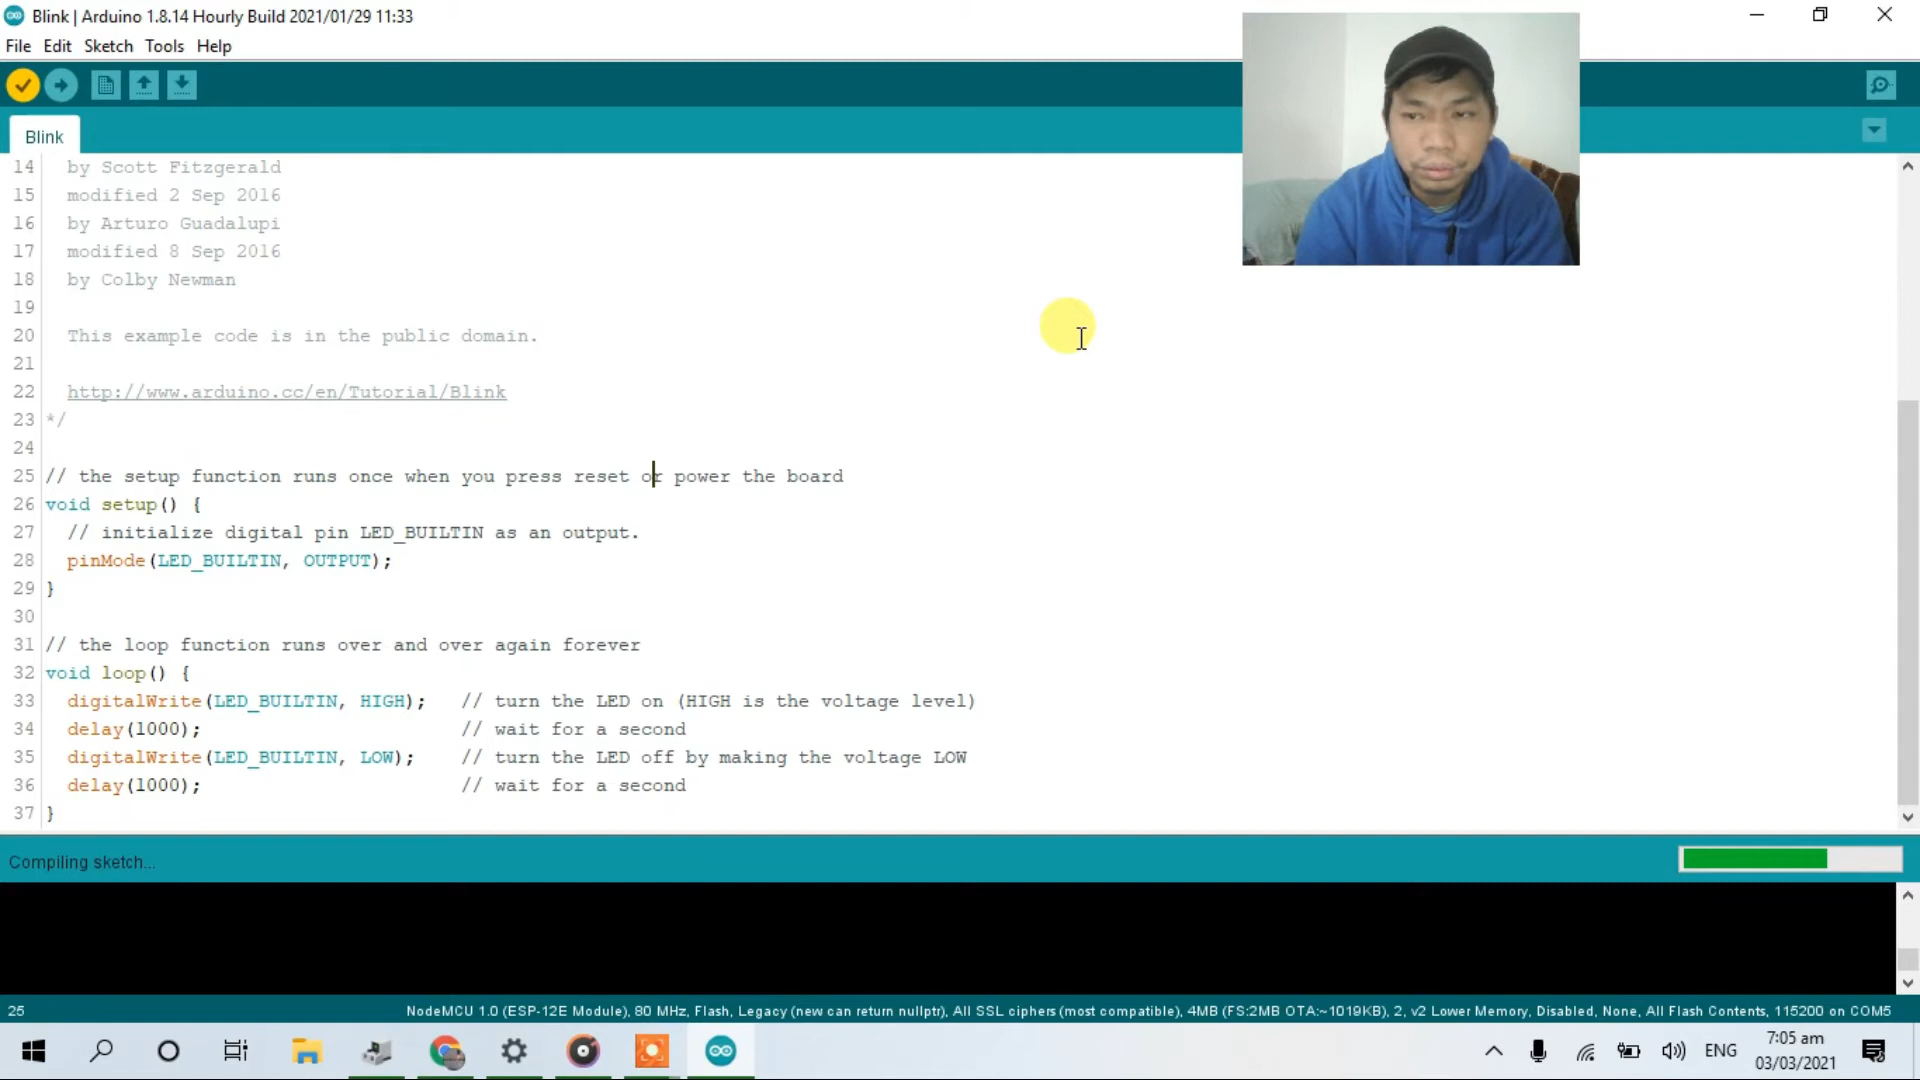 Blink | Arduino 1.8.14 Hourly Build 2021/01/29 11:33
File Edit Sketch Tools Help
Blink
14 by Scott Fitzgerald
15 modified 2 Sep 2016
16 by Arturo Guadalupi
17 modified 8 Sep 2016
18 by Colby Newman
19
20 This example code is in the public domain.
21
22 http://www.arduino.cc/en/Tutorial/Blink
23 */
24
25 // the setup function runs once when you press reset or power the board
26 void setup() {
27 // initialize digital pin LED_BUILTIN as an output.
28 pinMode(LED_BUILTIN, OUTPUT);
29 }
30
31 // the loop function runs over and over again forever
32 void loop() {
33 digitalWrite(LED_BUILTIN, HIGH); // turn the LED on (HIGH is the voltage level)
34 delay(1000); // wait for a second
35 digitalWrite(LED_BUILTIN, LOW); // turn the LED off by making the voltage LOW
36 delay(1000); // wait for a second
37 }
Compiling sketch...
25 NodeMCU 1.0 (ESP-12E Module), 80 MHz, Flash, Legacy (new can return nullptr), All SSL ciphers (most compatible), 4MB (FS:2MB OTA:~1019KB), 2, v2 Lower Memory, Disabled, None, All Flash Contents, 115200 on COM5
ENG 7:05 am
03/03/2021